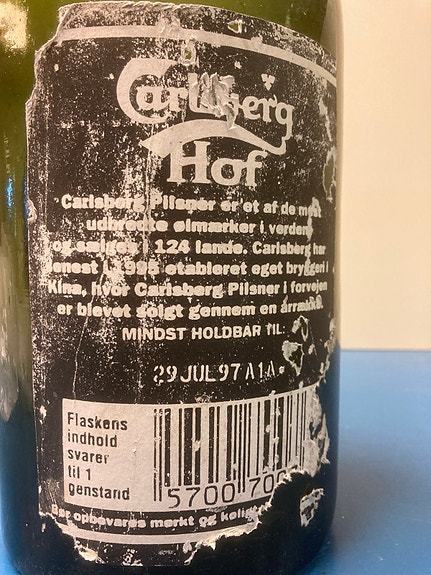 Carlsberg
Hof
Carlsberg Pilsner er et af de mest
udbredte ølmærker i verden
og sælges i 124 lande. Carlsberg har
senest i 1995 etableret eget bryggeri i
Kina, hvor Carlsberg Pilsner i forvejen
er blevet solgt gennem en årrække.
MINDST HOLDBAR TIL:
29 JUL 97 A1A
Flaskens
indhold
svarer
til 1
genstand
5700 70
Bør opbevares mørkt og køligt